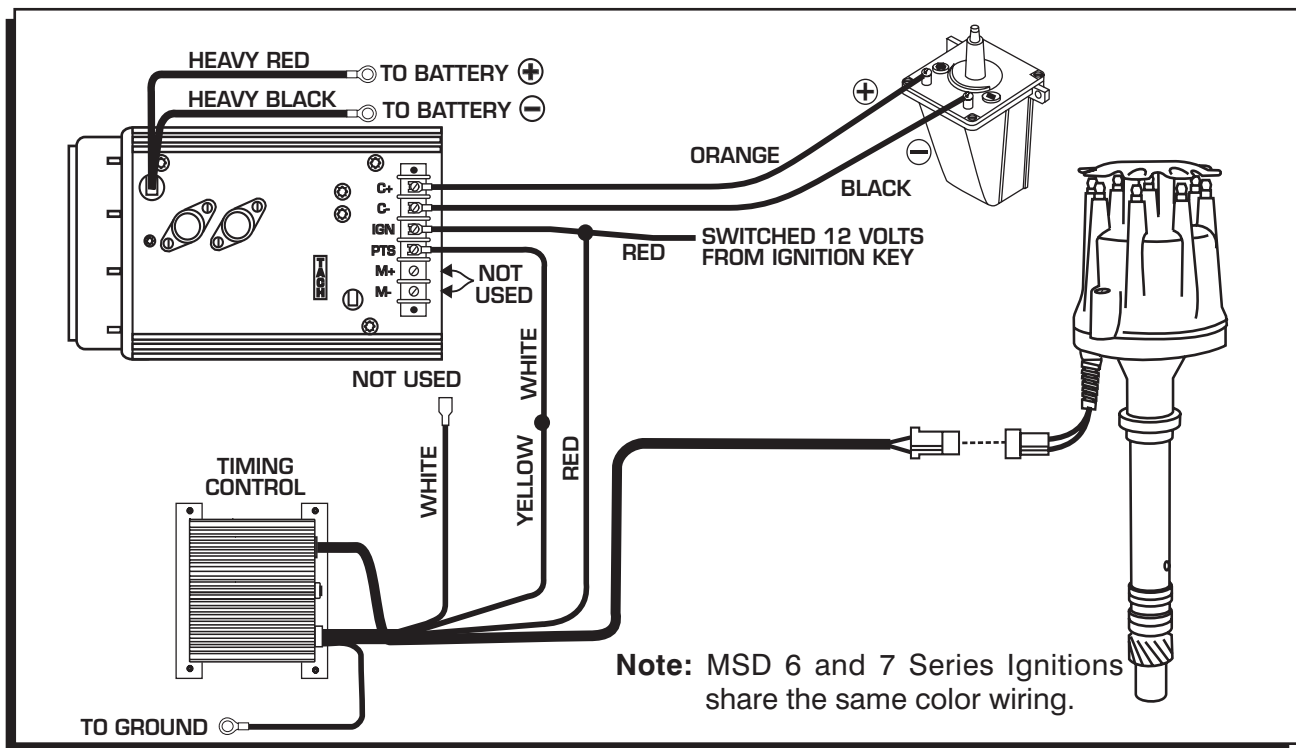 HEAVY RED
TO BATTERY +
HEAVY BLACK
TO BATTERY −
+
ORANGE
−
BLACK
C+
C-
IGN
PTS
M+
M-
TACH
RED
SWITCHED 12 VOLTS
FROM IGNITION KEY
NOT
USED
NOT USED
WHITE
YELLOW
RED
WHITE
TIMING
CONTROL
TO GROUND
Note: MSD 6 and 7 Series Ignitions
share the same color wiring.